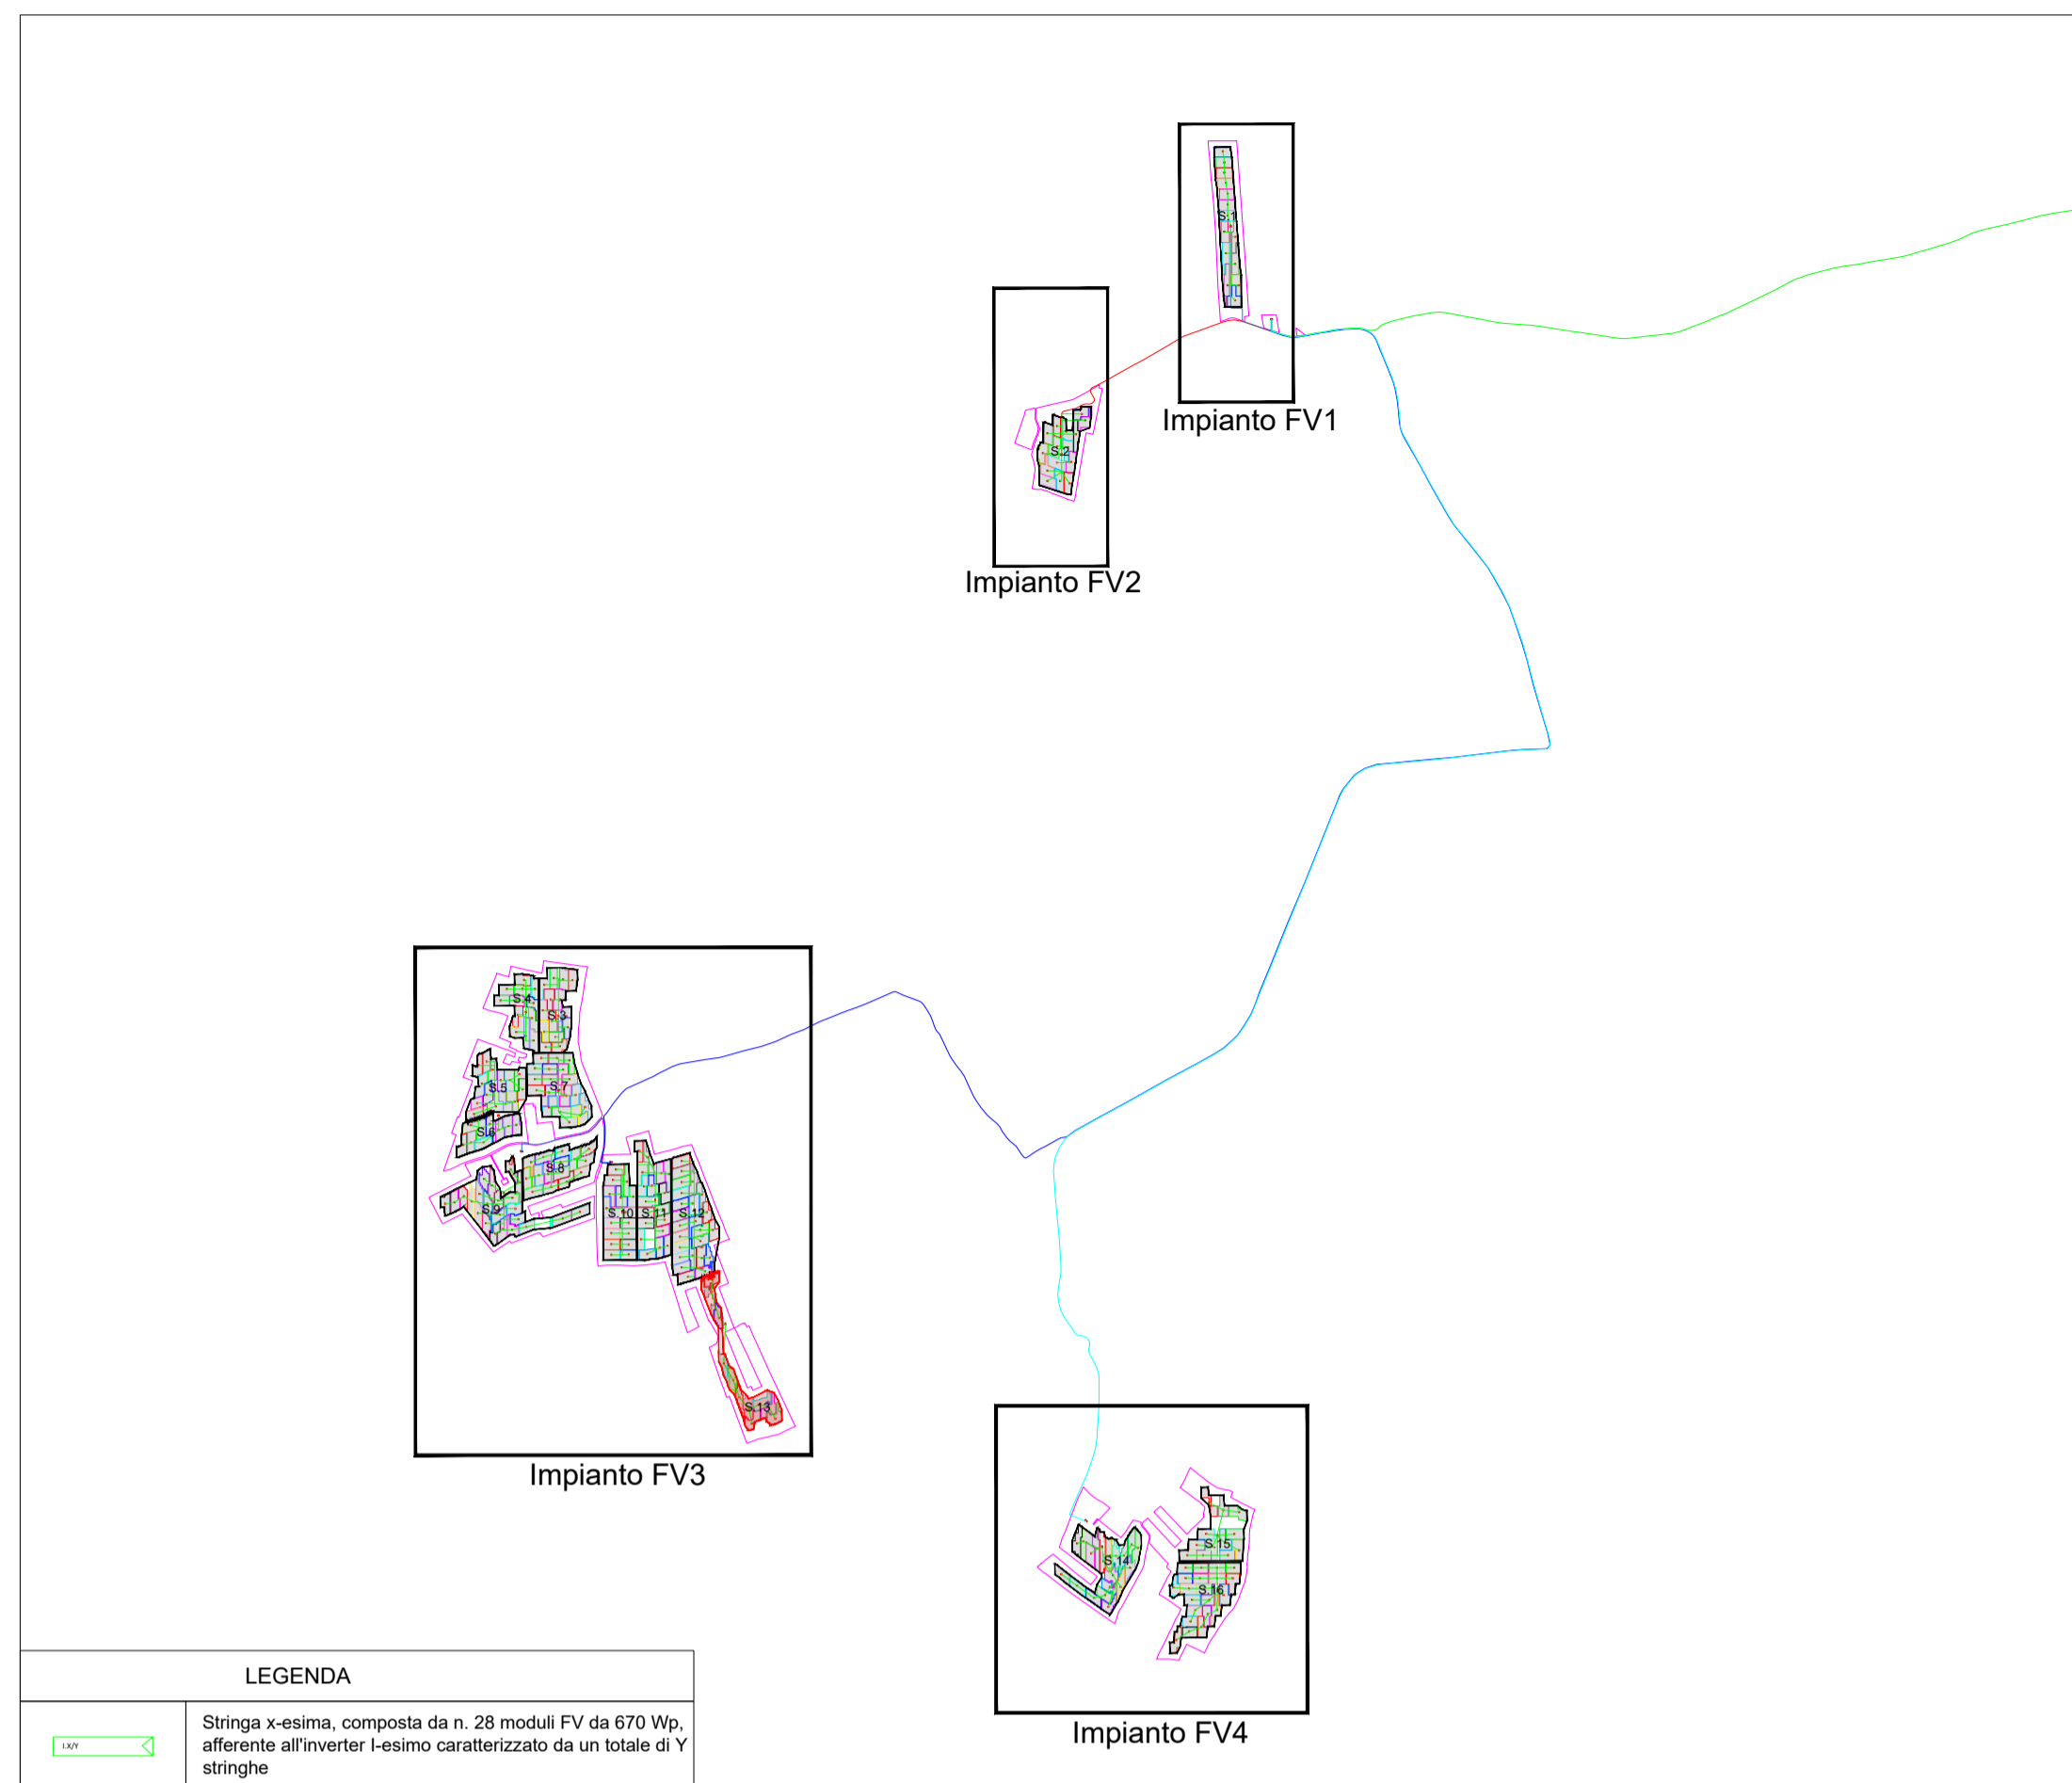 S.1
Impianto FV1
S.2
Impianto FV2
S.4
S.3
S.5
S.7
S.6
S.8
S.9
S.10
S.11
S.12
S.13
Impianto FV3
S.14
S.15
S.16
Impianto FV4
LEGENDA
I.X/Y
Stringa x-esima, composta da n. 28 moduli FV da 670 Wp,
afferente all'inverter I-esimo caratterizzato da un totale di Y
stringhe